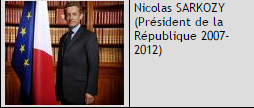 Nicolas SARKOZY
(Président de la
République 2007-
2012)